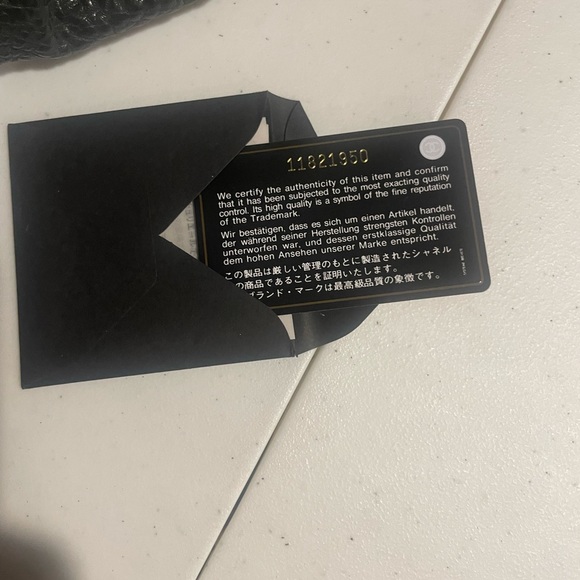 11821950
We certify the authenticity of this item and confirm
that it has been subjected to the most exacting quality
control. Its high quality is a symbol of the fine reputation
of the Trademark.
Wir bestätigen, dass es sich um einen Artikel handelt,
der während seiner Herstellung strengsten Kontrollen
unterworfen war, und dessen erstklassige Qualität
dem hohen Ansehen unserer Marke entspricht.
この製品は厳しい管理のもとに製造されたシャネル
の商品であることを証明いたします。
ブランド・マークは最高級品質の象徴です。